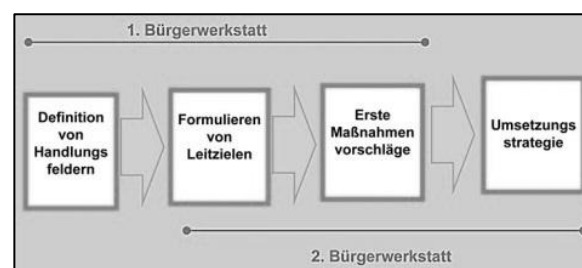 1. Bürgerwerkstatt
Definition
von
Handlungs
feldern
Formulieren
von
Leitzielen
Erste
Maßnahmen
vorschläge
Umsetzungs
strategie
2. Bürgerwerkstatt